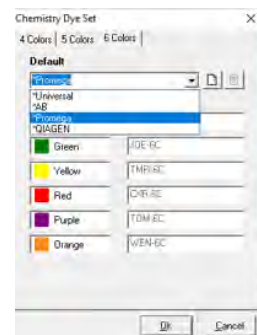 Chemistry Dye Set
4 Colors 5 Colors 6 Colors
Default
*Promega
*Universal
*AB
*Promega
*QIAGEN
Green JOE-6C
Yellow TMR-6C
Red CXR-6C
Purple TOM-6C
Orange WEN-6C
Ok Cancel